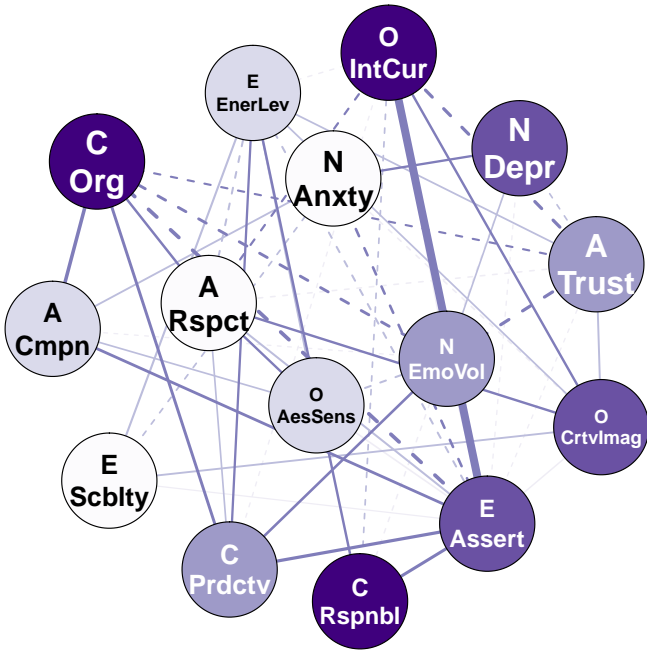 O
IntCur
E
EnerLev
N
Depr
C
Org
N
Anxty
A
Trust
A
Rspct
A
Cmpn
N
EmoVol
O
AesSens
O
CrtvImag
E
Scblty
E
Assert
C
Prdctv
C
Rspnbl